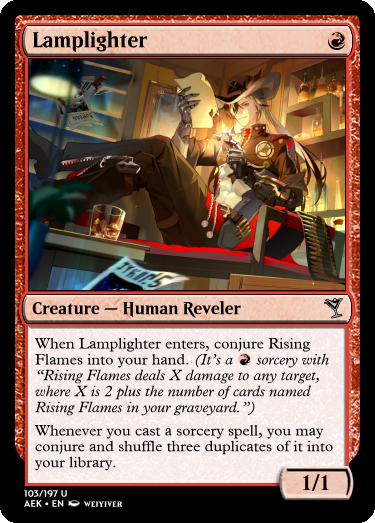 Lamplighter
Creature — Human Reveler
When Lamplighter enters, conjure Rising
Flames into your hand. (It's a sorcery with
“Rising Flames deals X damage to any target,
where X is 2 plus the number of cards named
Rising Flames in your graveyard.”)
Whenever you cast a sorcery spell, you may
conjure and shuffle three duplicates of it into
your library.
1/1
103/197 U
AEK • EN WEIYIVER